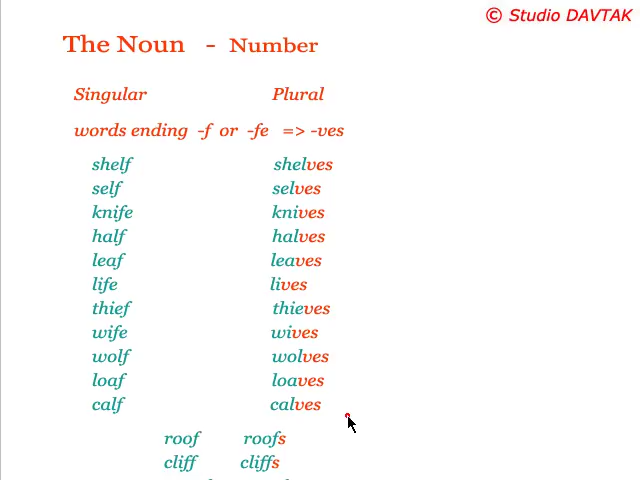 © Studio DAVTAK
The Noun - Number
Singular Plural
words ending -f or -fe => -ves
shelf shelves
self selves
knife knives
half halves
leaf leaves
life lives
thief thieves
wife wives
wolf wolves
loaf loaves
calf calves
roof roofs
cliff cliffs